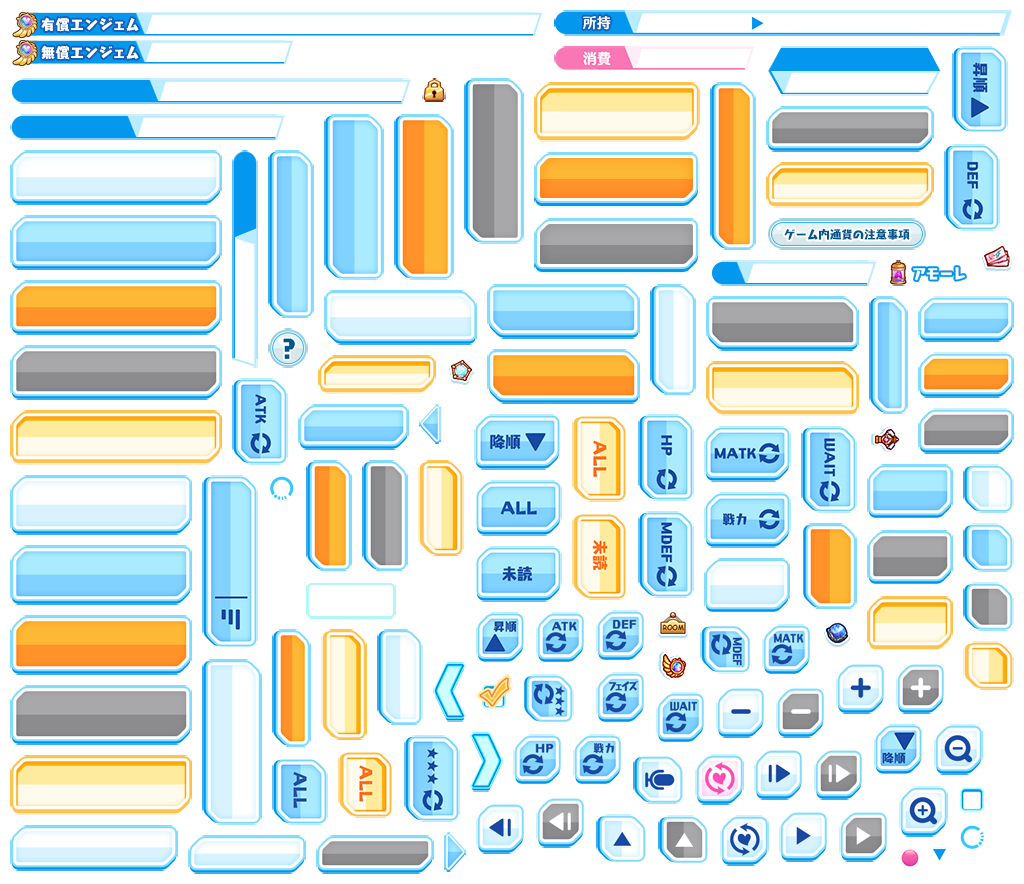 有償エンジェム
無償エンジェム
所持
消費
昇順
DEF
ゲーム内通貨の注意事項
アモーレ
?
ATK
降順
ALL
HP
MATK
WAIT
ALL
戦力
未読
未読
MDEF
昇順
ATK
DEF
ROOM
MDEF
MATK
フェイズ
WAIT
HP
戦力
降順
ALL
ALL